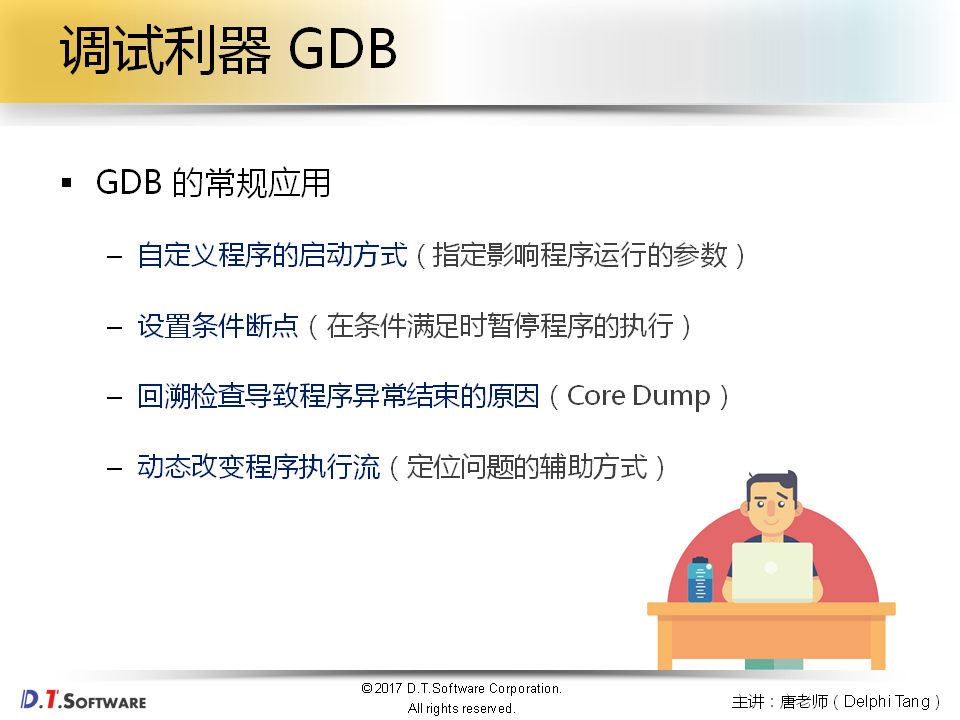 调试利器 GDB
▪ GDB 的常规应用
– 自定义程序的启动方式（指定影响程序运行的参数）
– 设置条件断点（在条件满足时暂停程序的执行）
– 回溯检查导致程序异常结束的原因（Core Dump）
– 动态改变程序执行流（定位问题的辅助方式）
D.T.Software
©2017 D.T.Software Corporation.
All rights reserved.
主讲：唐老师（Delphi Tang）